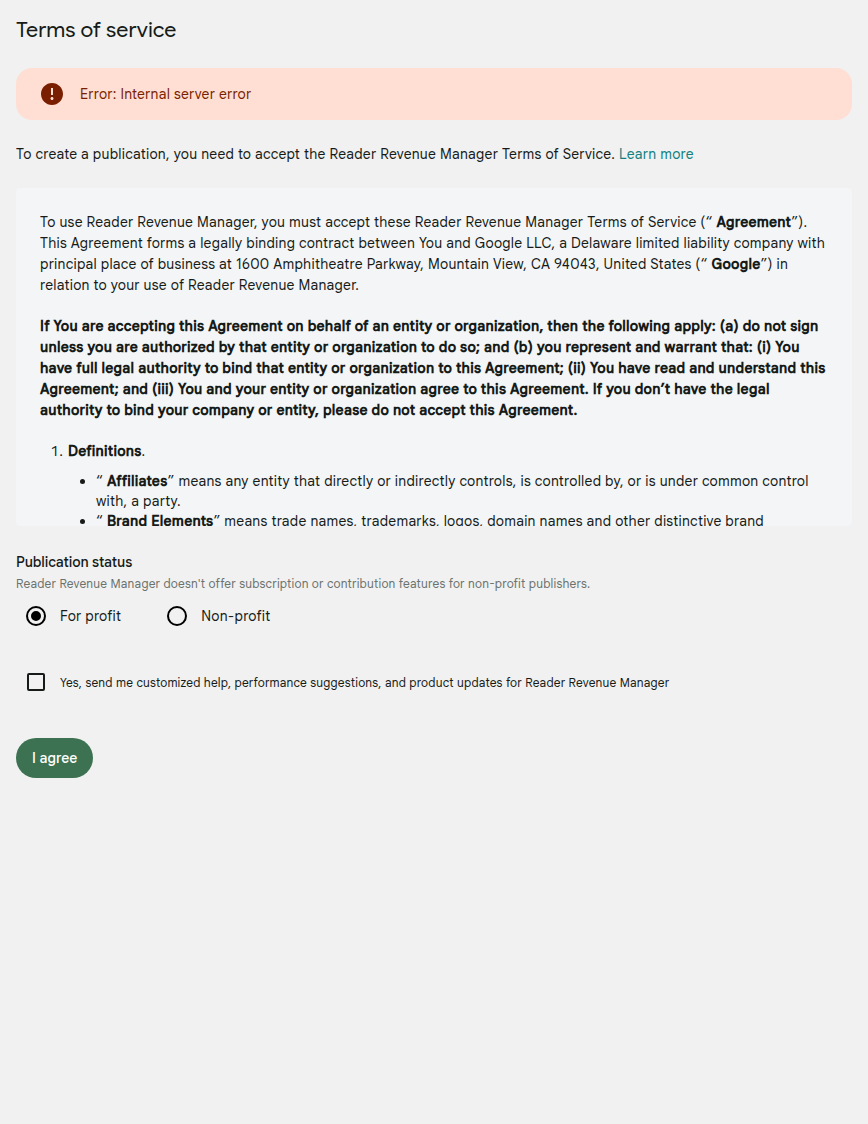 Terms of service
Error: Internal server error
To create a publication, you need to accept the Reader Revenue Manager Terms of Service. Learn more
To use Reader Revenue Manager, you must accept these Reader Revenue Manager Terms of Service (“ Agreement”).
This Agreement forms a legally binding contract between You and Google LLC, a Delaware limited liability company with
principal place of business at 1600 Amphitheatre Parkway, Mountain View, CA 94043, United States (“ Google”) in
relation to your use of Reader Revenue Manager.
If You are accepting this Agreement on behalf of an entity or organization, then the following apply: (a) do not sign
unless you are authorized by that entity or organization to do so; and (b) you represent and warrant that: (i) You
have full legal authority to bind that entity or organization to this Agreement; (ii) You have read and understand this
Agreement; and (iii) You and your entity or organization agree to this Agreement. If you don’t have the legal
authority to bind your company or entity, please do not accept this Agreement.
1. Definitions.
• “ Affiliates” means any entity that directly or indirectly controls, is controlled by, or is under common control
with, a party.
• “ Brand Elements” means trade names, trademarks, logos, domain names and other distinctive brand
Publication status
Reader Revenue Manager doesn't offer subscription or contribution features for non-profit publishers.
For profit Non-profit
Yes, send me customized help, performance suggestions, and product updates for Reader Revenue Manager
I agree